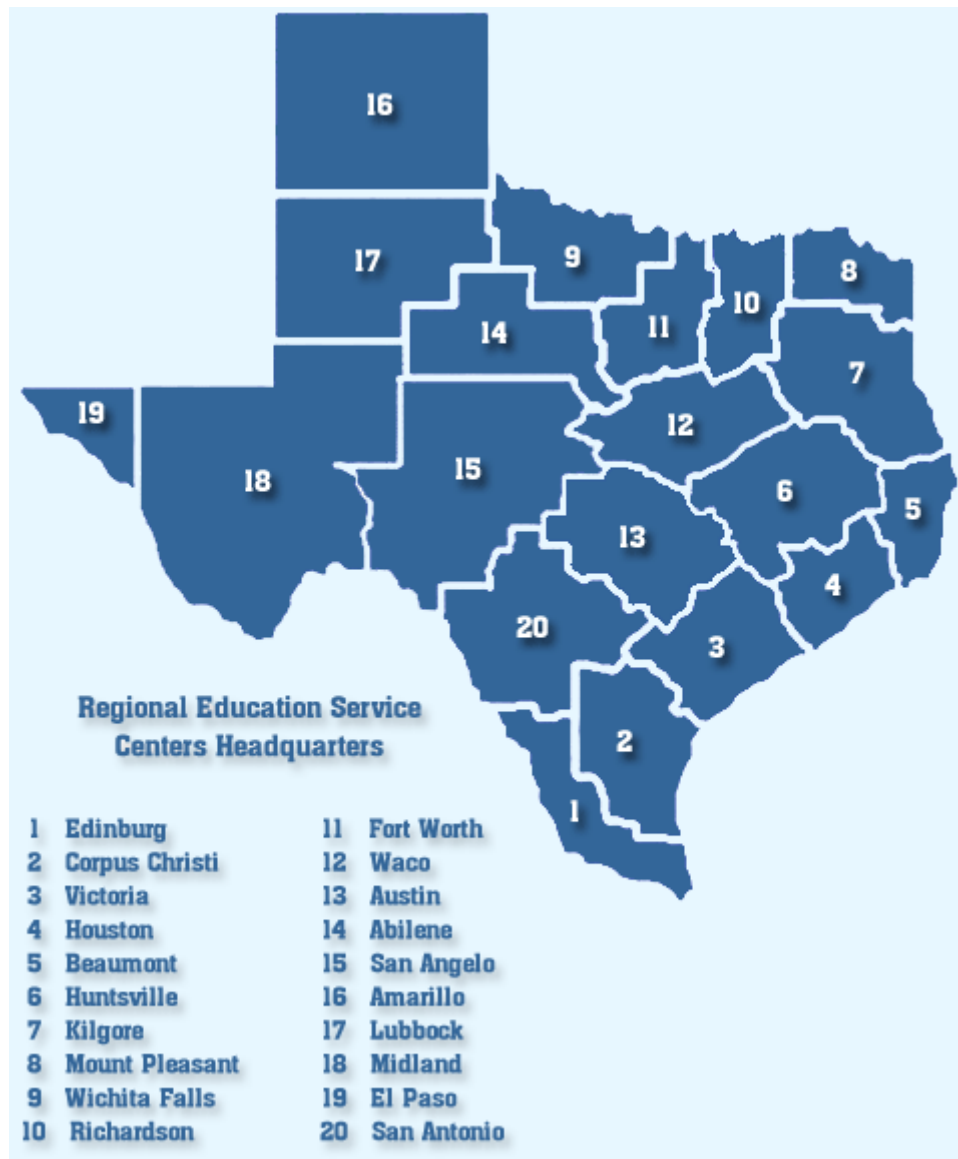 16
17
9
8
10
14
11
7
19
12
18
15
6
5
13
4
20
3
2
1
Regional Education Service
Centers Headquarters
1 Edinburg
2 Corpus Christi
3 Victoria
4 Houston
5 Beaumont
6 Huntsville
7 Kilgore
8 Mount Pleasant
9 Wichita Falls
10 Richardson
11 Fort Worth
12 Waco
13 Austin
14 Abilene
15 San Angelo
16 Amarillo
17 Lubbock
18 Midland
19 El Paso
20 San Antonio